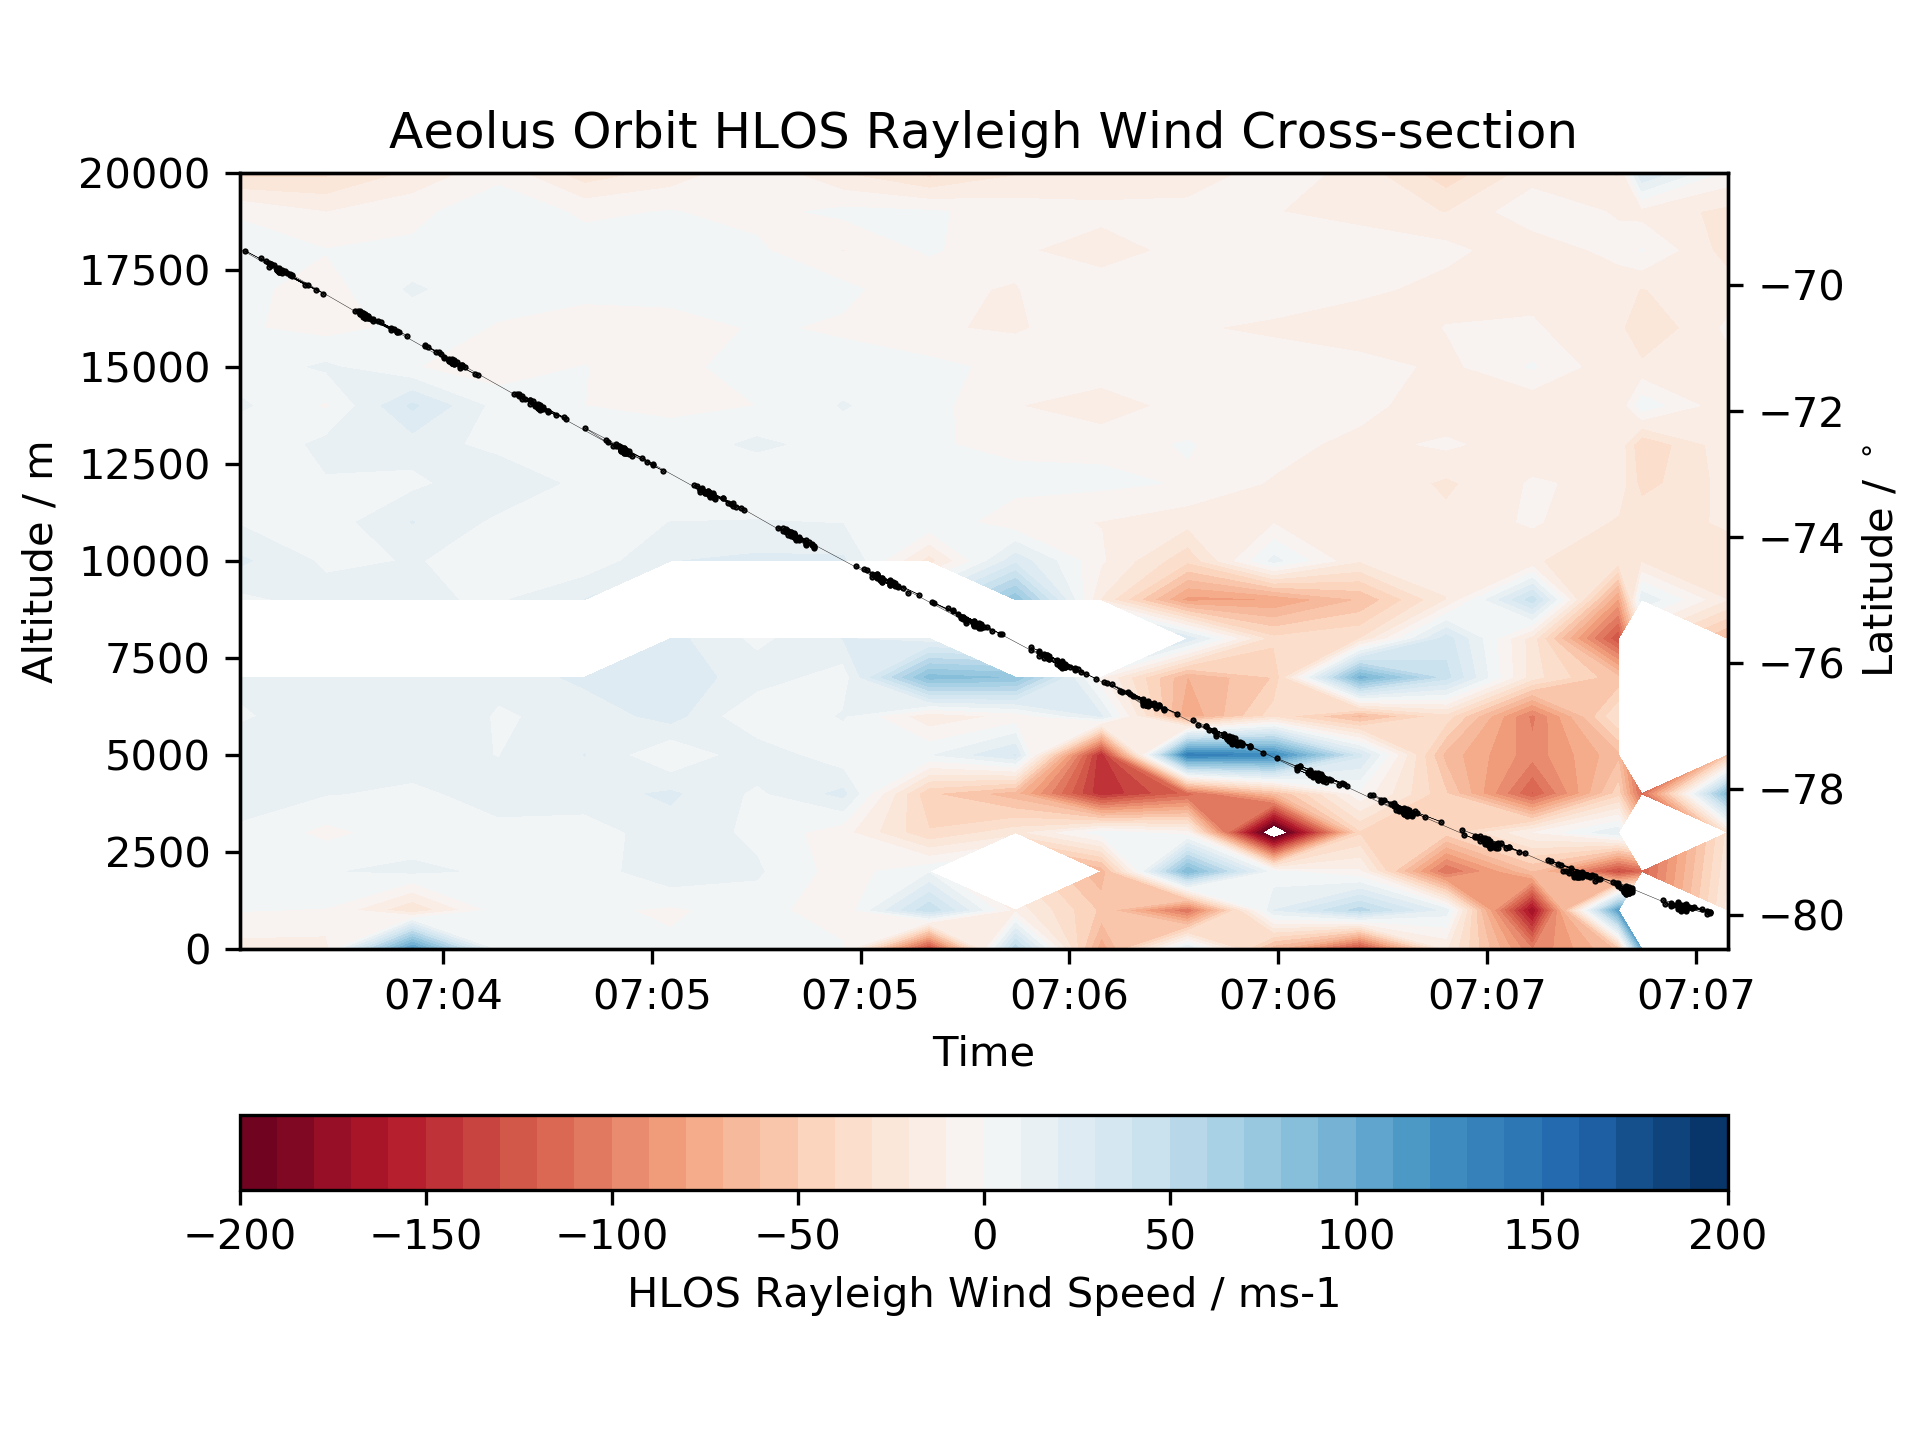 Aeolus Orbit HLOS Rayleigh Wind Cross-section
20000
17500
15000
12500
10000
7500
5000
2500
0
Altitude / m
−70
−72
−74
−76
−78
−80
Latitude / °
07:04 07:05 07:05 07:06 07:06 07:07 07:07
Time
−200 −150 −100 −50 0 50 100 150 200
HLOS Rayleigh Wind Speed / ms-1